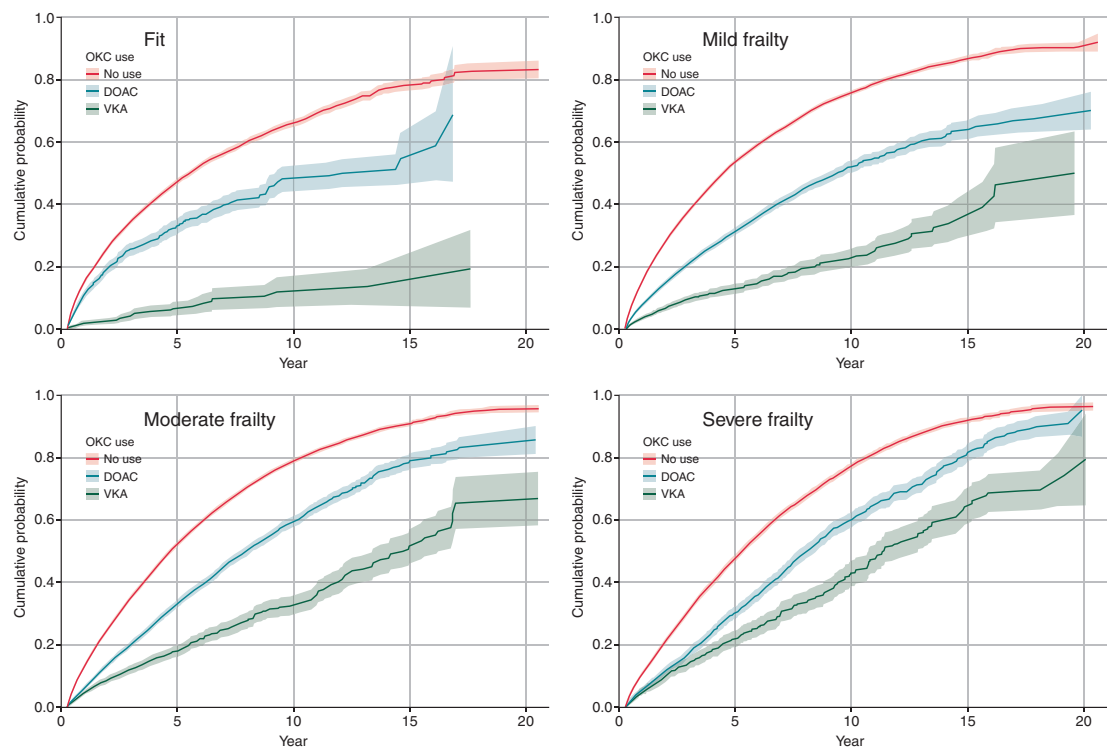 Fit
OKC use
No use
DOAC
VKA
Cumulative probability
1.0
0.8
0.6
0.4
0.2
0.0
0 5 10 15 20
Year
Mild frailty
OKC use
No use
DOAC
VKA
Cumulative probability
1.0
0.8
0.6
0.4
0.2
0.0
0 5 10 15 20
Year
Moderate frailty
OKC use
No use
DOAC
VKA
Cumulative probability
1.0
0.8
0.6
0.4
0.2
0.0
0 5 10 15 20
Year
Severe frailty
OKC use
No use
DOAC
VKA
Cumulative probability
1.0
0.8
0.6
0.4
0.2
0.0
0 5 10 15 20
Year